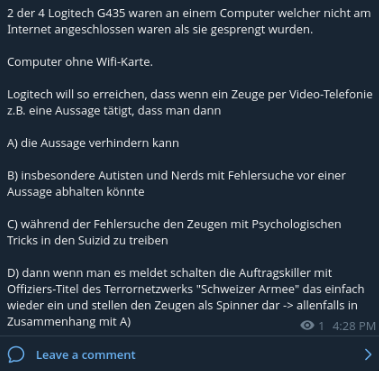 2 der 4 Logitech G435 waren an einem Computer welcher nicht am
Internet angeschlossen waren als sie gesprengt wurden.
Computer ohne Wifi-Karte.
Logitech will so erreichen, dass wenn ein Zeuge per Video-Telefonie
z.B. eine Aussage tätigt, dass man dann
A) die Aussage verhindern kann
B) insbesondere Autisten und Nerds mit Fehlersuche vor einer
Aussage abhalten könnte
C) während der Fehlersuche den Zeugen mit Psychologischen
Tricks in den Suizid zu treiben
D) dann wenn man es meldet schalten die Auftragskiller mit
Offiziers-Titel des Terrornetzwerks "Schweizer Armee" das einfach
wieder ein und stellen den Zeugen als Spinner dar -> allenfalls in
Zusammenhang mit A)
1 4:28 PM
Leave a comment